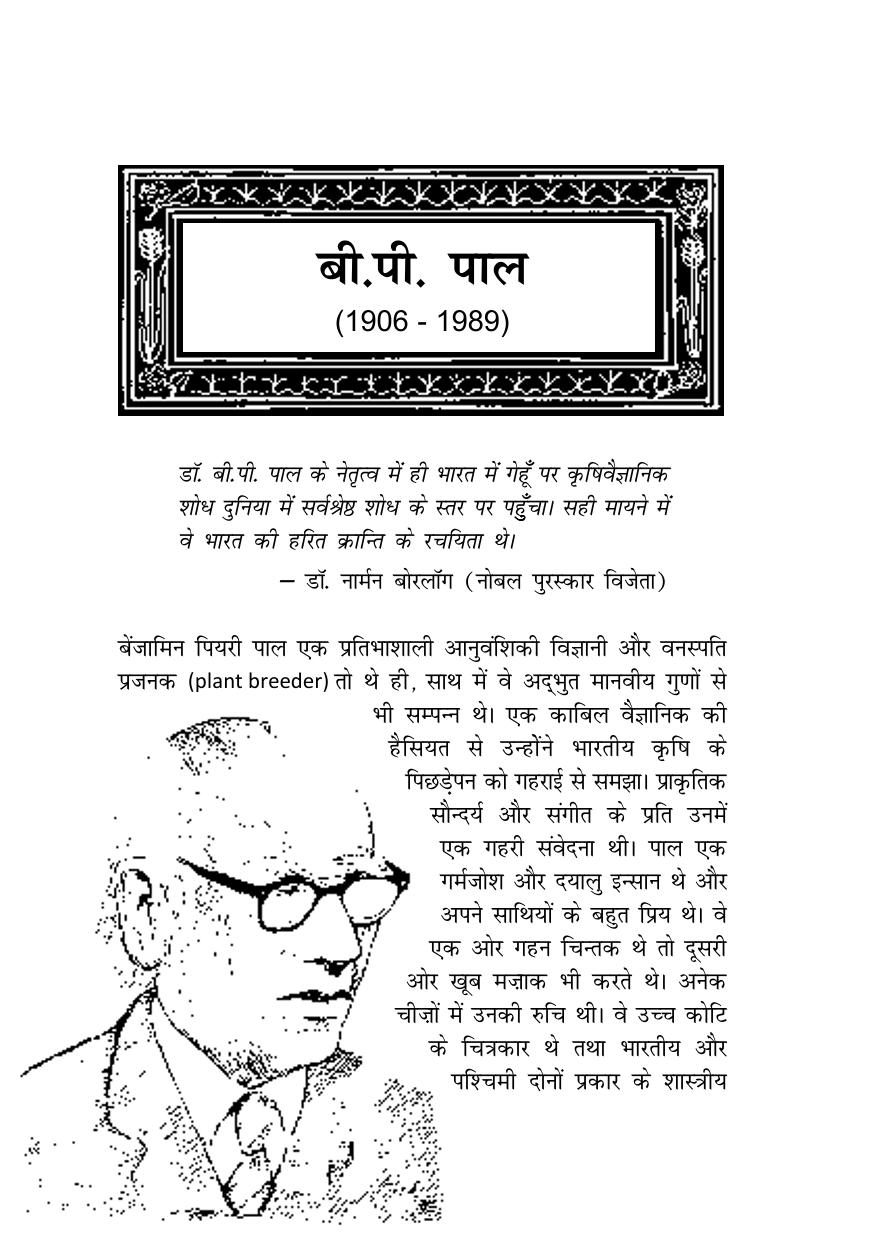 बी.पी. पाल
(1906 - 1989)
डॉ. बी.पी. पाल के नेतृत्व में ही भारत में गेहूँ पर कृषिवैज्ञानिक
शोध दुनिया में सर्वश्रेष्ठ शोध के स्तर पर पहुँचा। सही मायने में
वे भारत की हरित क्रान्ति के रचयिता थे।
– डॉ. नार्मन बोरलॉग (नोबल पुरस्कार विजेता)
बेंजामिन पियरी पाल एक प्रतिभाशाली आनुवंशिकी विज्ञानी और वनस्पति
प्रजनक (plant breeder) तो थे ही, साथ में वे अद्‌भुत मानवीय गुणों से
भी सम्पन्न थे। एक काबिल वैज्ञानिक की
हैसियत से उन्होंने भारतीय कृषि के
पिछड़ेपन को गहराई से समझा। प्राकृतिक
सौन्दर्य और संगीत के प्रति उनमें
एक गहरी संवेदना थी। पाल एक
गर्मजोश और दयालु इन्सान थे और
अपने साथियों के बहुत प्रिय थे। वे
एक ओर गहन चिन्तक थे तो दूसरी
ओर खूब मज़ाक भी करते थे। अनेक
चीज़ों में उनकी रुचि थी। वे उच्च कोटि
के चित्रकार थे तथा भारतीय और
पश्चिमी दोनों प्रकार के शास्त्रीय